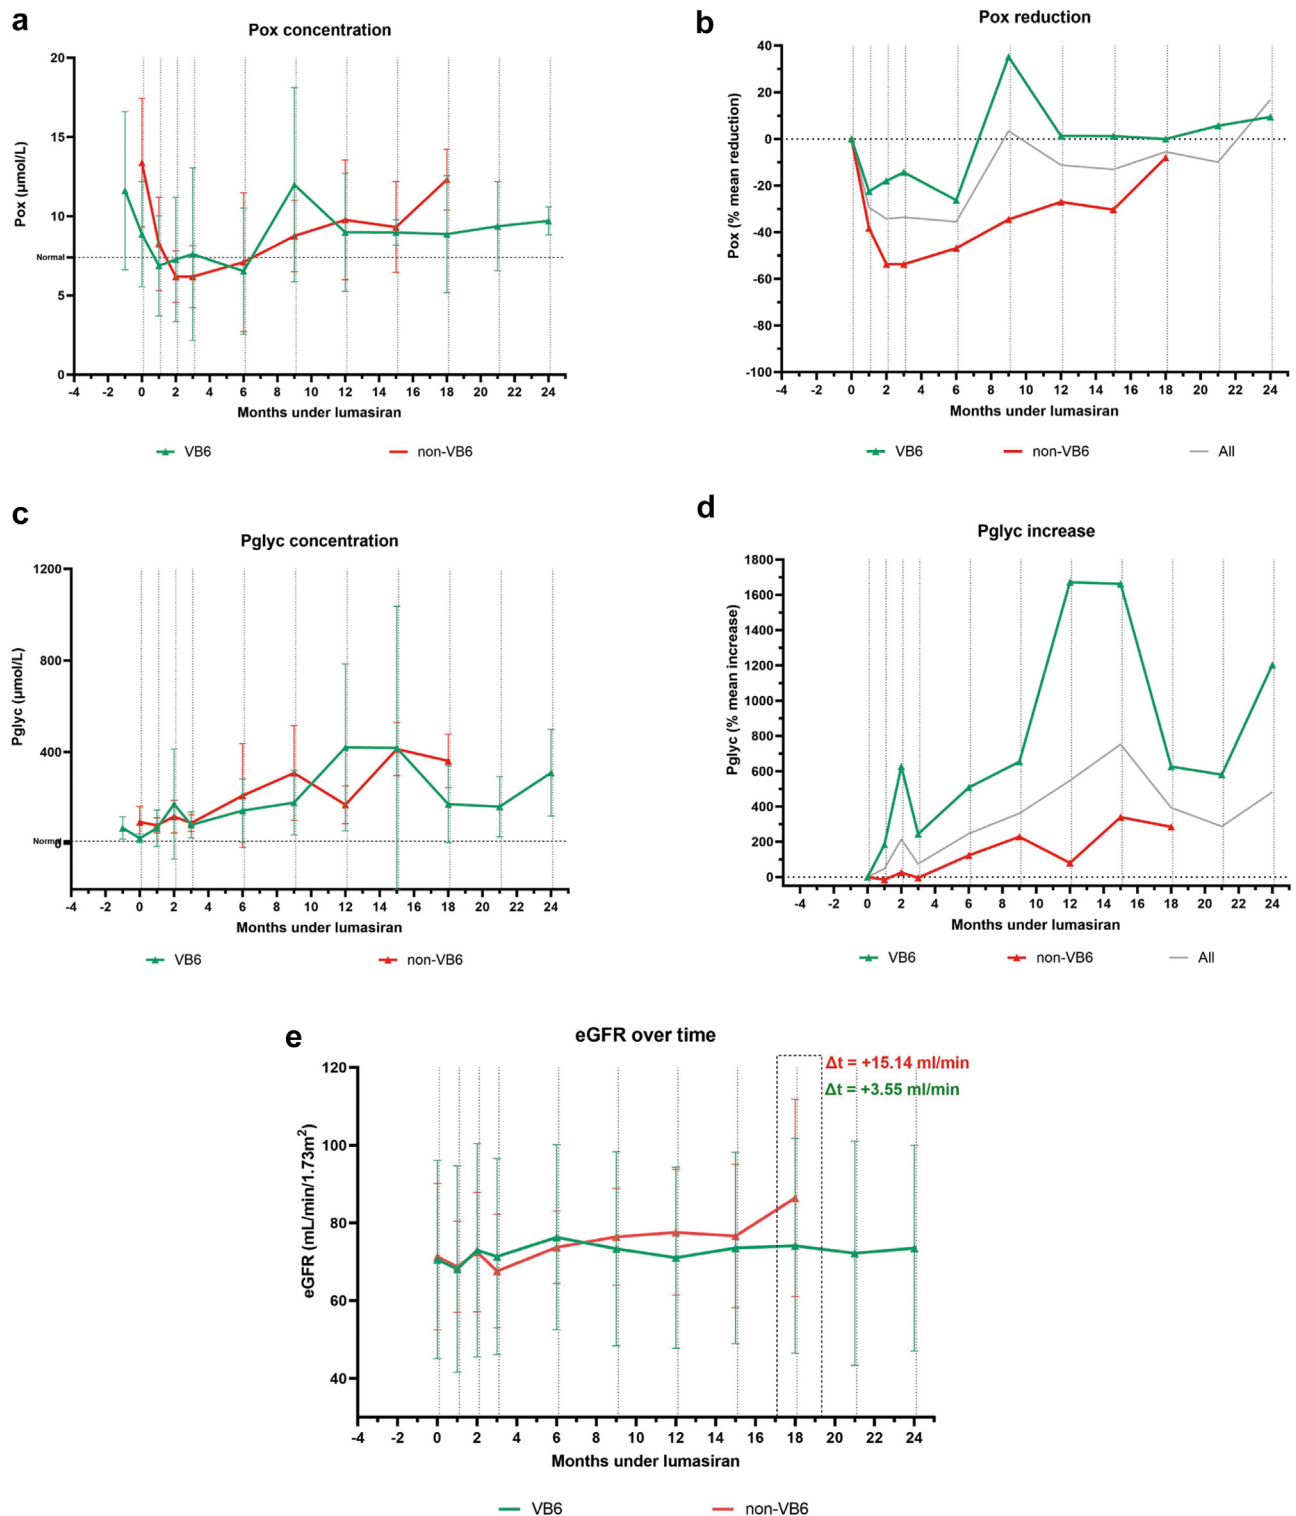 a
Pox concentration
20
15
10
Normal
5
0
Pox (µmol/L)
-4 -2 0 2 4 6 8 10 12 14 16 18 20 22 24
Months under lumasiran
VB6 non-VB6
b
Pox reduction
40
20
0
-20
-40
-60
-80
-100
Pox (% mean reduction)
-4 -2 0 2 4 6 8 10 12 14 16 18 20 22 24
Months under lumasiran
VB6 non-VB6 All
c
Pglyc concentration
1200
800
400
Normal
0
Pglyc (µmol/L)
-4 -2 0 2 4 6 8 10 12 14 16 18 20 22 24
Months under lumasiran
VB6 non-VB6
d
Pglyc increase
1800
1600
1400
1200
1000
800
600
400
200
0
Pglyc (% mean increase)
-4 -2 0 2 4 6 8 10 12 14 16 18 20 22 24
Months under lumasiran
VB6 non-VB6 All
e
eGFR over time
Δt = +15.14 ml/min
Δt = +3.55 ml/min
120
100
80
60
40
eGFR (mL/min/1.73m²)
-4 -2 0 2 4 6 8 10 12 14 16 18 20 22 24
Months under lumasiran
VB6 non-VB6